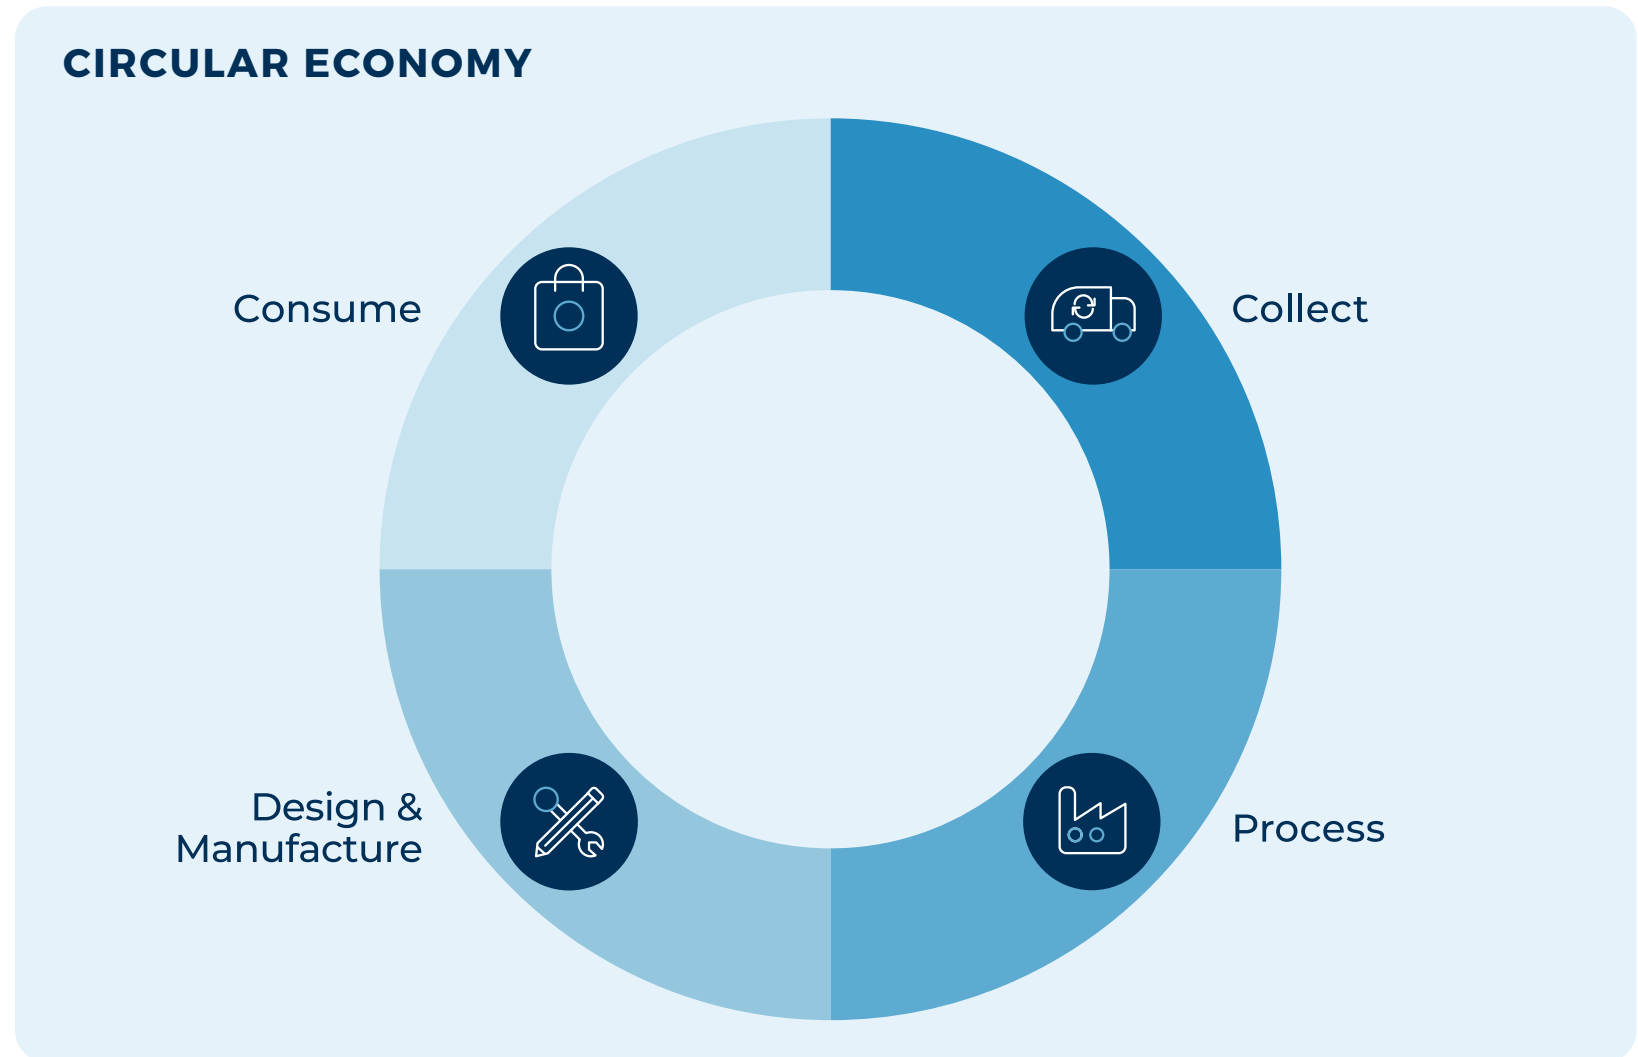 CIRCULAR ECONOMY
Consume
Collect
Design &
Manufacture
Process